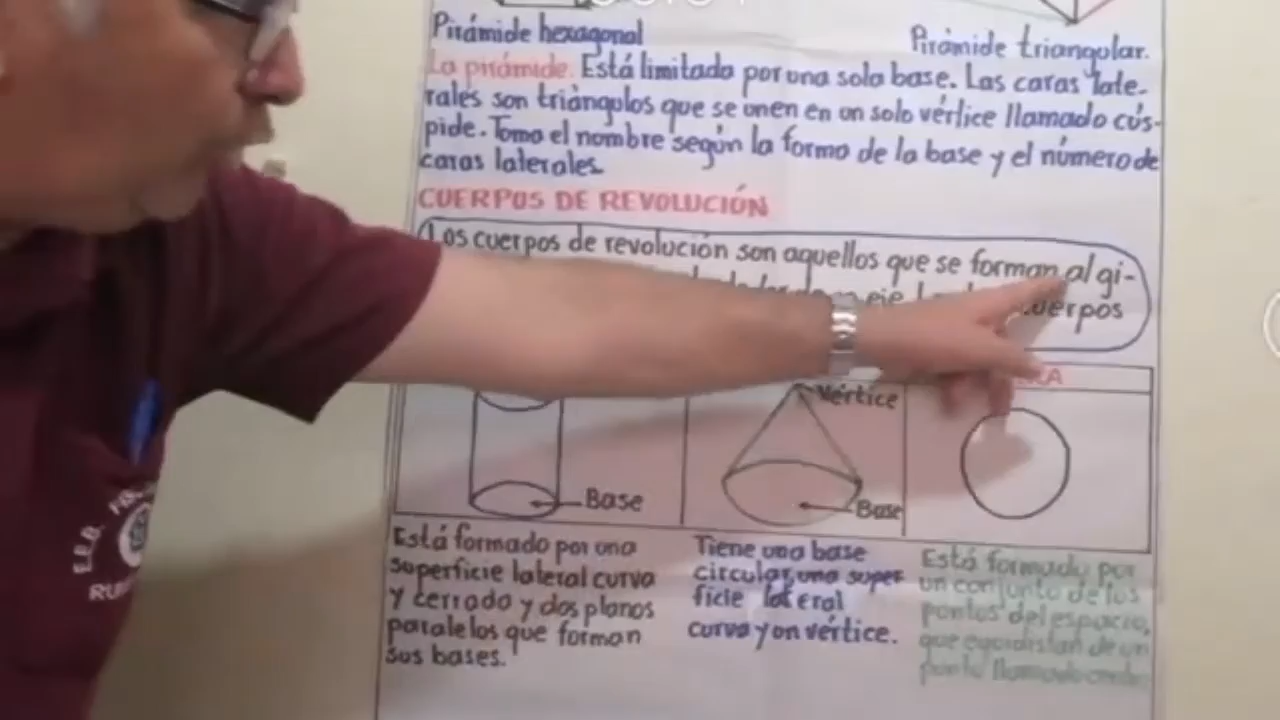 Pirámide hexagonal
Pirámide triangular.
La pirámide. Está limitada por una sola base. Las caras late-
rales son triángulos que se unen en un solo vértice llamado cús-
pide. Toma el nombre según la forma de la base y el número de
caras laterales.
CUERPOS DE REVOLUCIÓN
Los cuerpos de revolución son aquellos que se forman al gi-
eje
cuerpos
Vértice
Base
Base
Está formado por una
superficie lateral curva
y cerrada y dos planos
paralelos que forman
sus bases.
Tiene una base
circular, una super
ficie lateral
curva y un vértice.
Está formada por
un conjunto de los
puntos del espacio,
que equidistan de un
punto llamado centro
E.E.B.